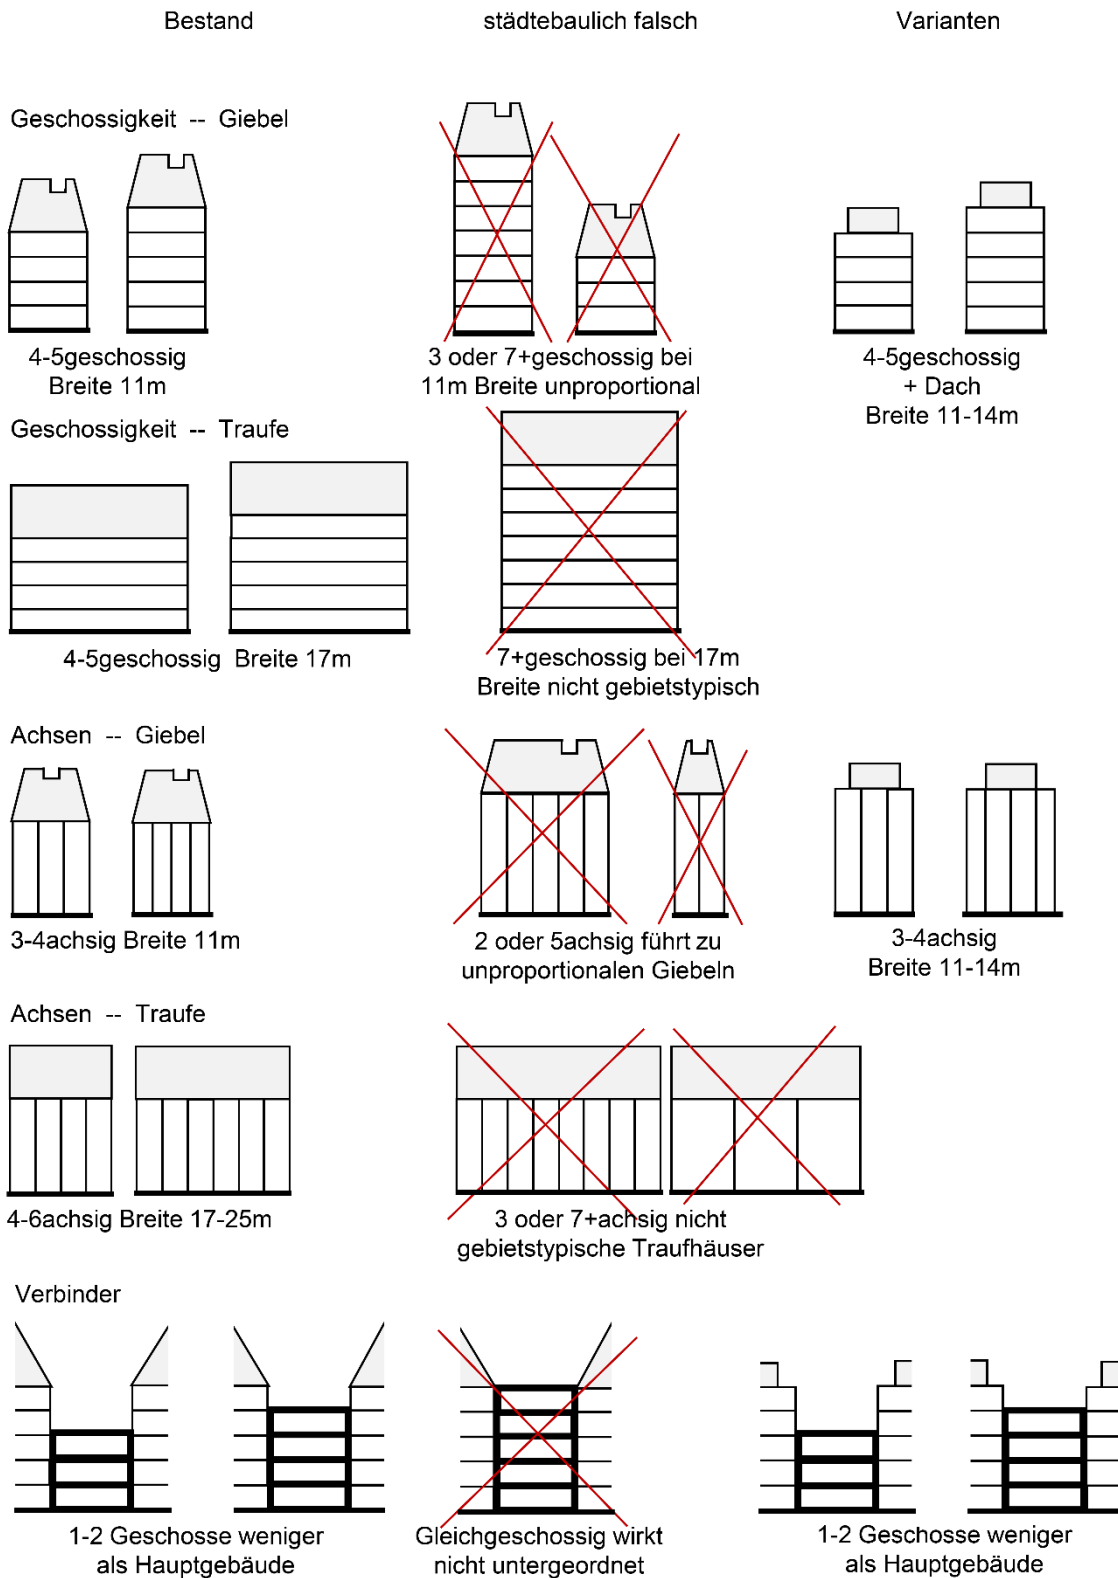 Bestand
städtebaulich falsch
Varianten
Geschossigkeit -- Giebel
4-5geschossig
Breite 11m
3 oder 7+geschossig bei
11m Breite unproportional
4-5geschossig
+ Dach
Breite 11-14m
Geschossigkeit -- Traufe
4-5geschossig Breite 17m
7+geschossig bei 17m
Breite nicht gebietstypisch
Achsen -- Giebel
3-4achsig Breite 11m
2 oder 5achsig führt zu
unproportionalen Giebeln
3-4achsig
Breite 11-14m
Achsen -- Traufe
4-6achsig Breite 17-25m
3 oder 7+achsig nicht
gebietstypische Traufhäuser
Verbinder
1-2 Geschosse weniger
als Hauptgebäude
Gleichgeschossig wirkt
nicht untergeordnet
1-2 Geschosse weniger
als Hauptgebäude